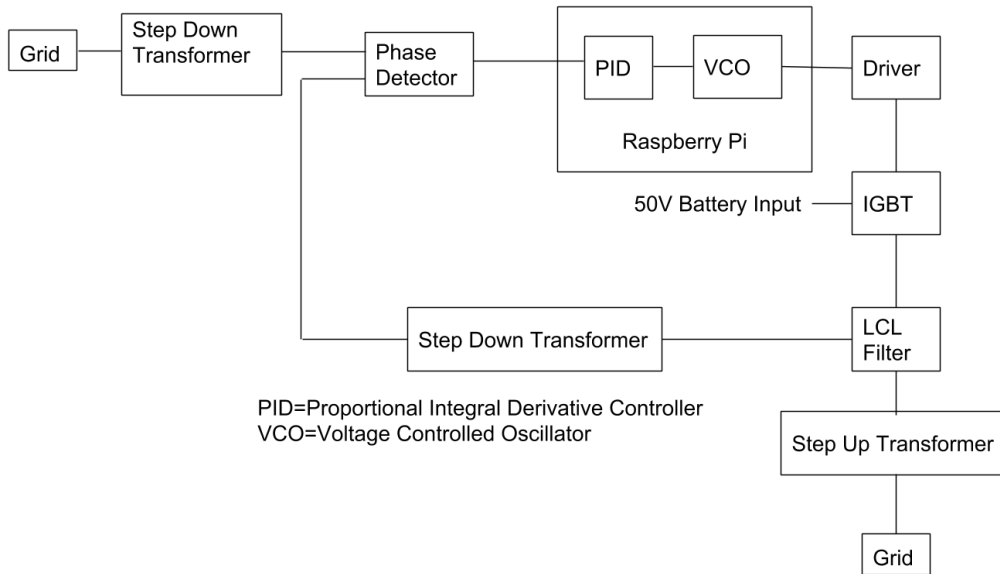 Grid
Step Down
Transformer
Phase
Detector
PID
VCO
Raspberry Pi
Driver
50V Battery Input
IGBT
Step Down Transformer
LCL
Filter
PID=Proportional Integral Derivative Controller
VCO=Voltage Controlled Oscillator
Step Up Transformer
Grid